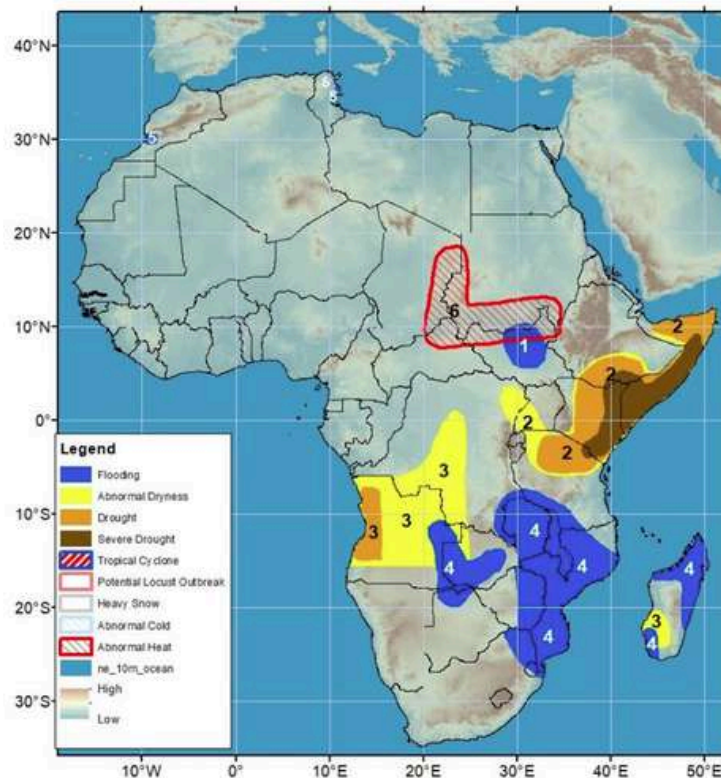 40°N
30°N
20°N
10°N
0°
10°S
20°S
30°S
10°W
0°
10°E
20°E
30°E
40°E
50°E
5
6
6
1
2
2
2
2
3
3
3
4
4
4
4
4
3
4
Legend
Flooding
Abnormal Dryness
Drought
Severe Drought
Tropical Cyclone
Potential Locust Outbreak
Heavy Snow
Abnormal Cold
Abnormal Heat
ne_10m_ocean
High
Low